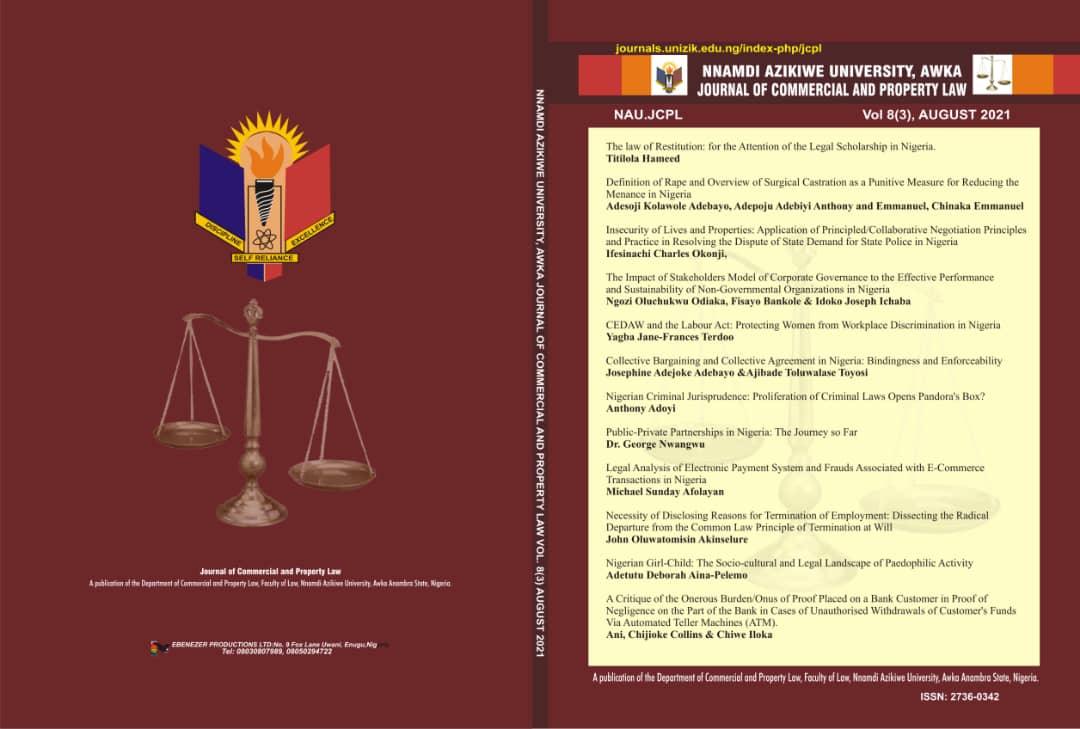 DISCIPLINE
EXCELLENCE
SELF RELIANCE
Journal of Commercial and Property Law
A publication of the Department of Commercial and Property Law, Faculty of Law, Nnamdi Azikiwe University, Awka Anambra State, Nigeria.
EBENEZER PRODUCTIONS LTD:No. 9 Fox Lane Uwani, Enugu,Nig
Tel: 08030807989, 08050294722
NNAMDI AZIKIWE UNIVERSITY, AWKA JOURNAL OF COMMERCIAL AND PROPERTY LAW VOL. 8(3) AUGUST 2021
journals.unizik.edu.ng/index-php/jcpl
NNAMDI AZIKIWE UNIVERSITY, AWKA
JOURNAL OF COMMERCIAL AND PROPERTY LAW
NAU.JCPL Vol 8(3), AUGUST 2021
The law of Restitution: for the Attention of the Legal Scholarship in Nigeria.
Titilola Hameed
Definition of Rape and Overview of Surgical Castration as a Punitive Measure for Reducing the
Menance in Nigeria
Adesoji Kolawole Adebayo, Adepoju Adebiyi Anthony and Emmanuel, Chinaka Emmanuel
Insecurity of Lives and Properties: Application of Principled/Collaborative Negotiation Principles
and Practice in Resolving the Dispute of State Demand for State Police in Nigeria
Ifesinachi Charles Okonji,
The Impact of Stakeholders Model of Corporate Governance to the Effective Performance
and Sustainability of Non-Governmental Organizations in Nigeria
Ngozi Oluchukwu Odiaka, Fisayo Bankole & Idoko Joseph Ichaba
CEDAW and the Labour Act: Protecting Women from Workplace Discrimination in Nigeria
Yagba Jane-Frances Terdoo
Collective Bargaining and Collective Agreement in Nigeria: Bindingness and Enforceability
Josephine Adejoke Adebayo &Ajibade Toluwalase Toyosi
Nigerian Criminal Jurisprudence: Proliferation of Criminal Laws Opens Pandora's Box?
Anthony Adoyi
Public-Private Partnerships in Nigeria: The Journey so Far
Dr. George Nwangwu
Legal Analysis of Electronic Payment System and Frauds Associated with E-Commerce
Transactions in Nigeria
Michael Sunday Afolayan
Necessity of Disclosing Reasons for Termination of Employment: Dissecting the Radical
Departure from the Common Law Principle of Termination at Will
John Oluwatomisin Akinselure
Nigerian Girl-Child: The Socio-cultural and Legal Landscape of Paedophilic Activity
Adetutu Deborah Aina-Pelemo
A Critique of the Onerous Burden/Onus of Proof Placed on a Bank Customer in Proof of
Negligence on the Part of the Bank in Cases of Unauthorised Withdrawals of Customer's Funds
Via Automated Teller Machines (ATM).
Ani, Chijioke Collins & Chiwe Iloka
A publication of the Department of Commercial and Property Law, Faculty of Law, Nnamdi Azikiwe University, Awka Anambra State, Nigeria.
ISSN: 2736-0342